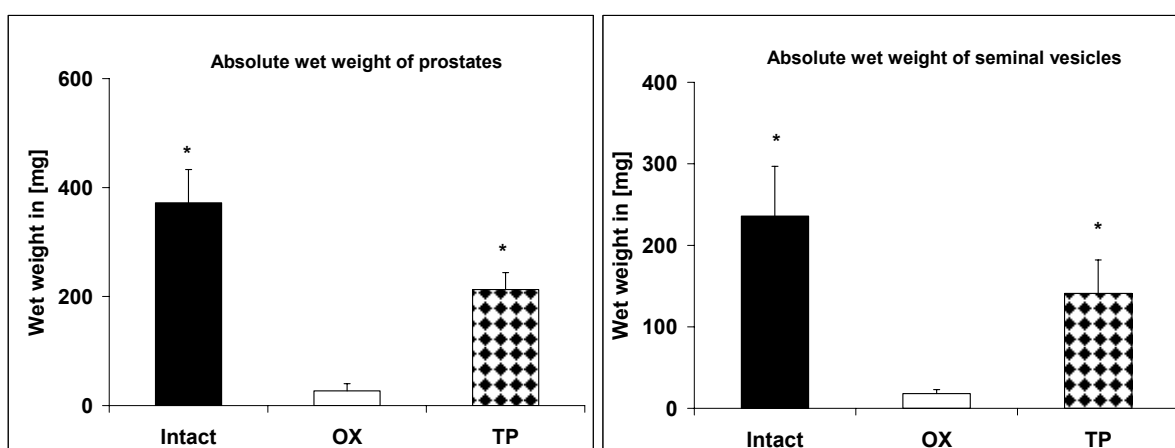 Absolute wet weight of prostates
600
400
200
0
Wet weight in [mg]
*
*
Intact OX TP
Absolute wet weight of seminal vesicles
400
300
200
100
0
Wet weight in [mg]
*
*
Intact OX TP